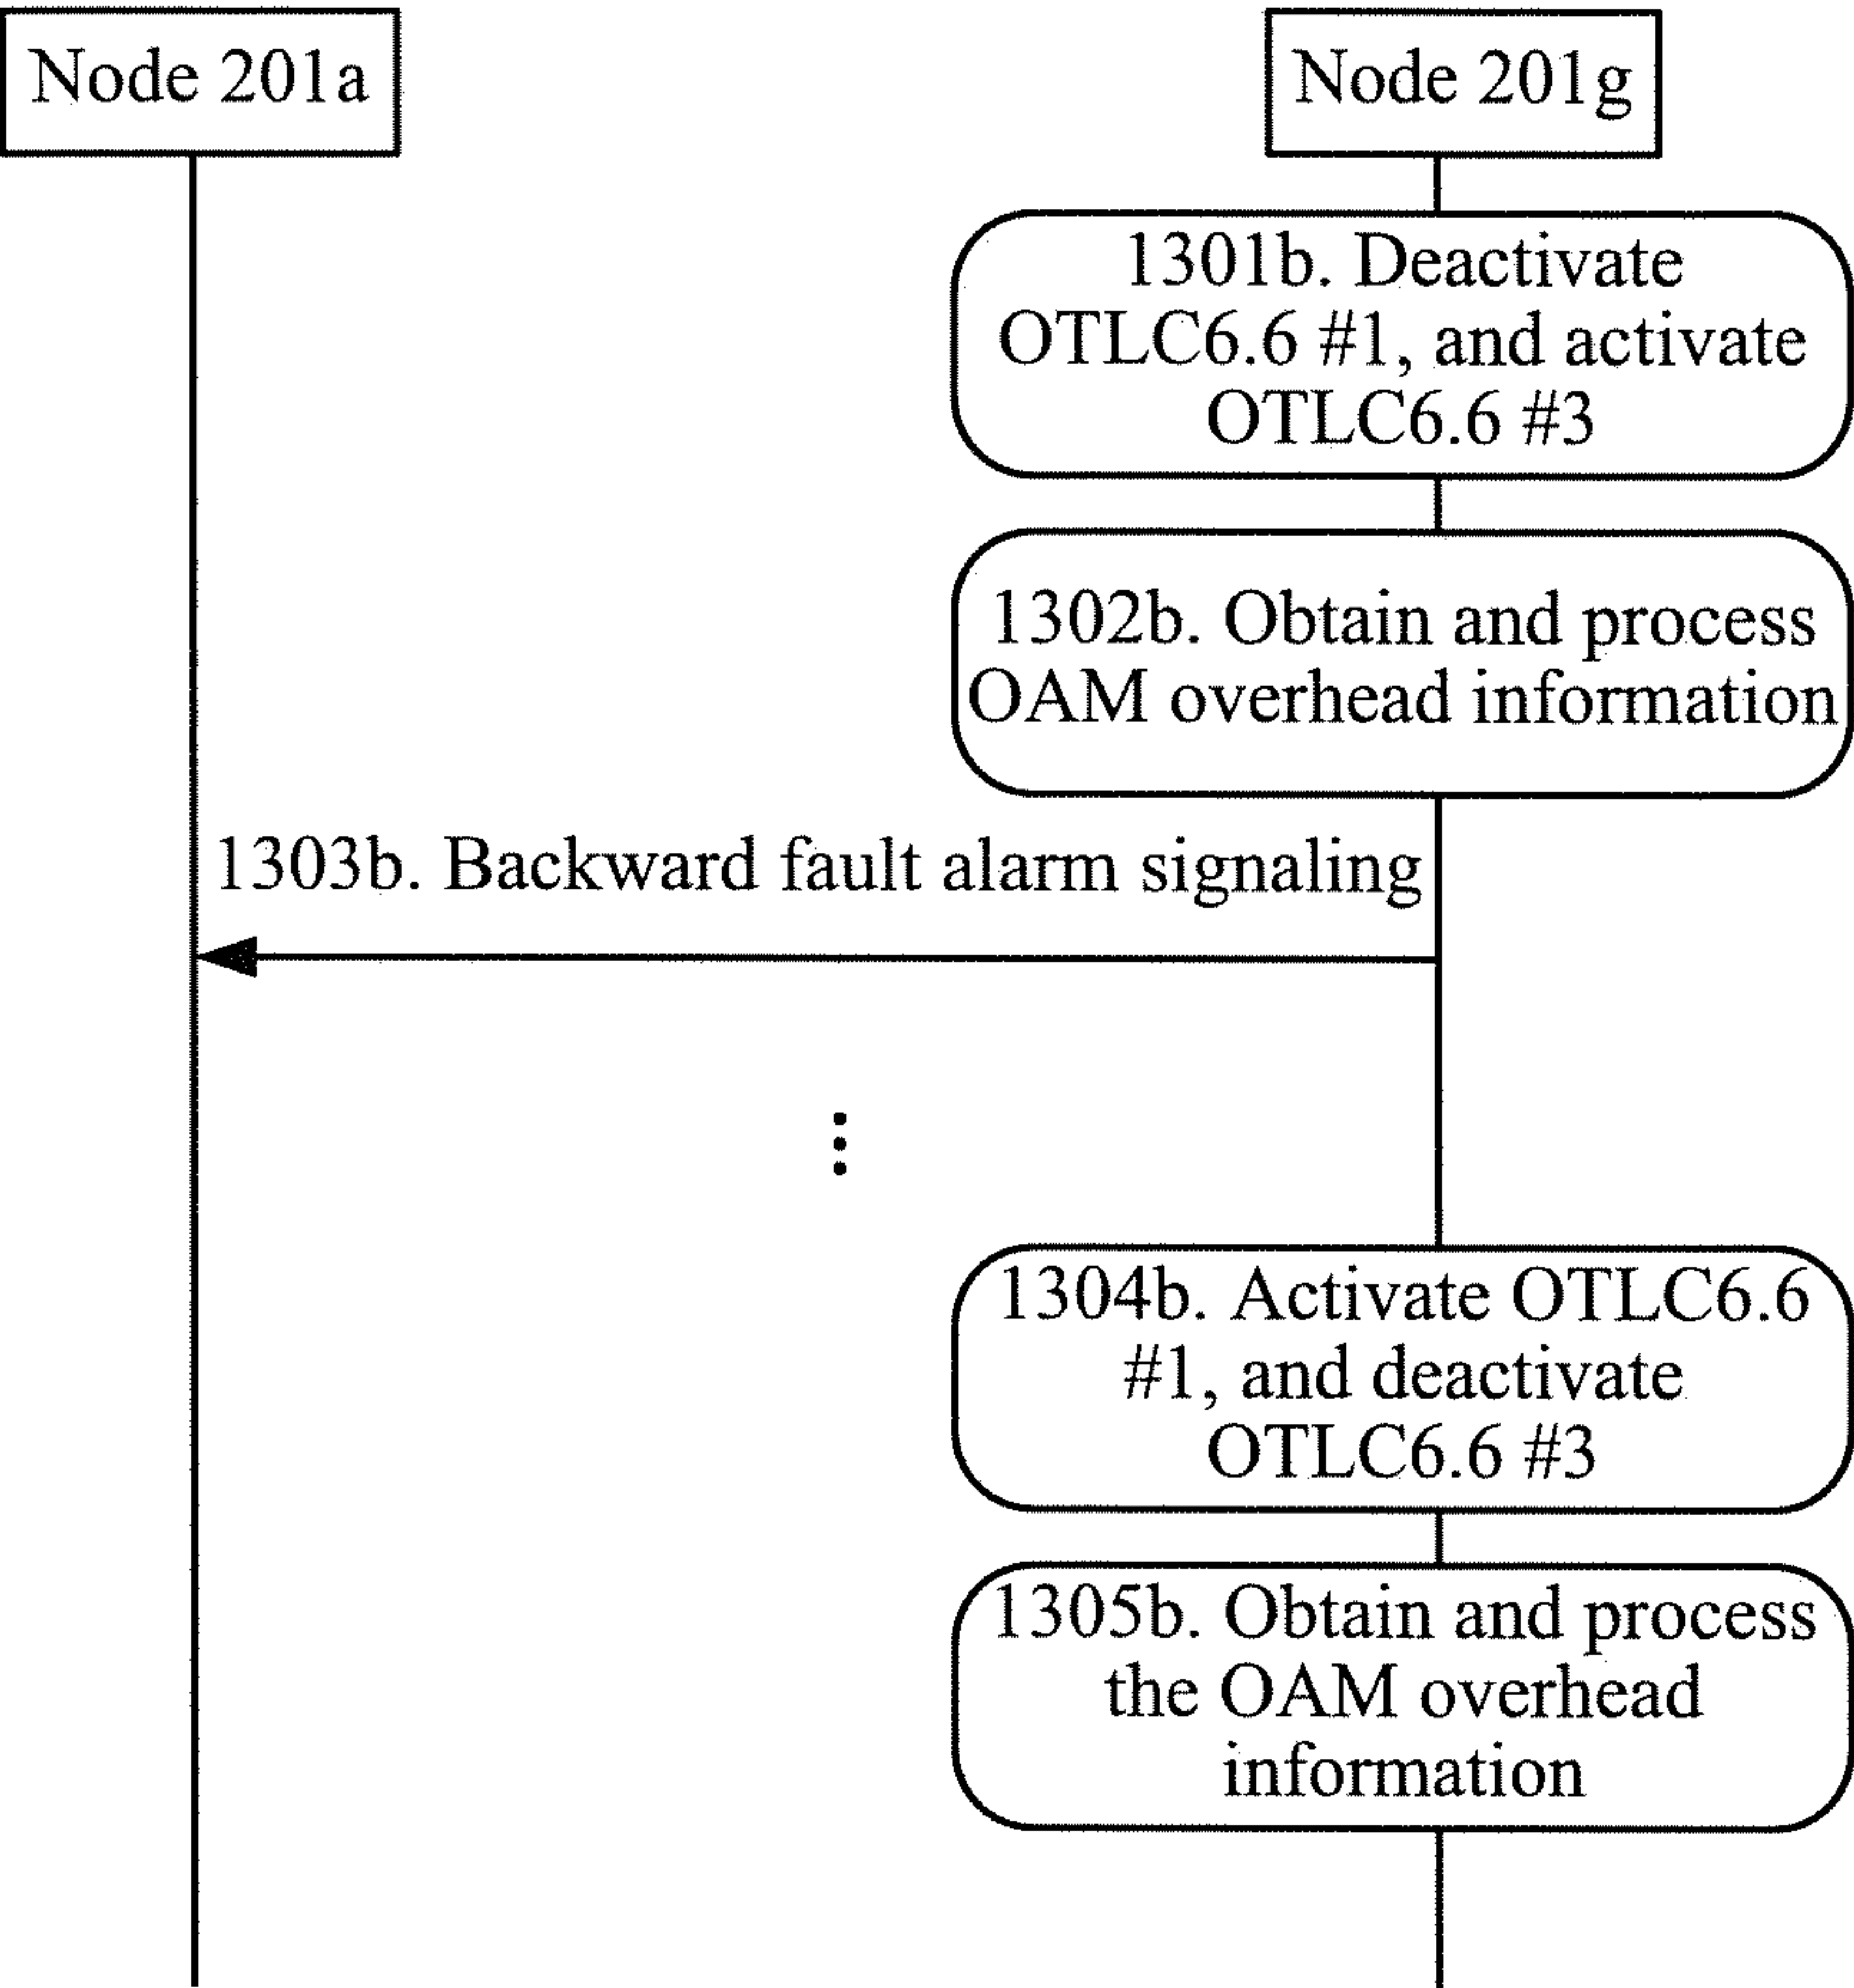 Node 201a
Node 201g
1301b. Deactivate
OTLC6.6 #1, and activate
OTLC6.6 #3
1302b. Obtain and process
OAM overhead information
1303b. Backward fault alarm signaling
1304b. Activate OTLC6.6
#1, and deactivate
OTLC6.6 #3
1305b. Obtain and process
the OAM overhead
information